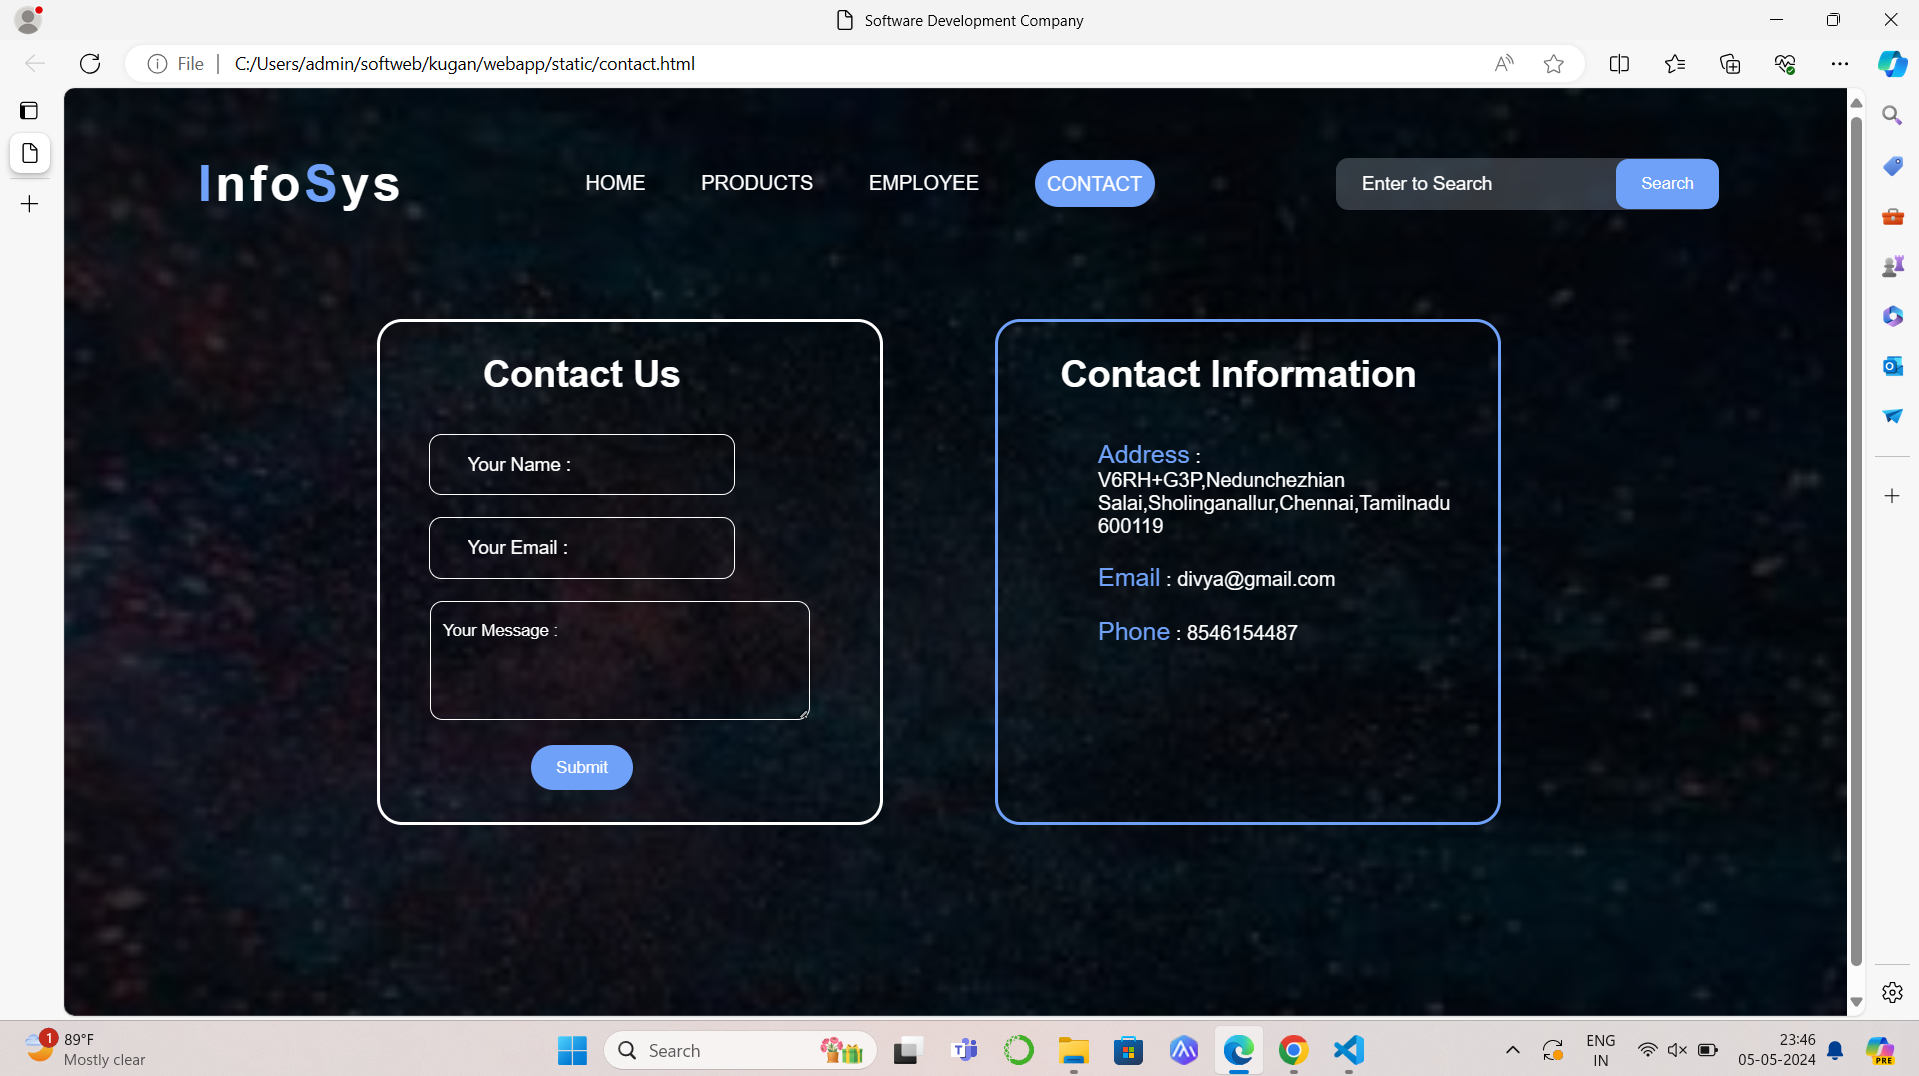 Software Development Company
File
C:/Users/admin/softweb/kugan/webapp/static/contact.html
InfoSys
HOME
PRODUCTS
EMPLOYEE
CONTACT
Enter to Search
Search
Contact Us
Your Name :
Your Email :
Your Message :
Submit
Contact Information
Address :
V6RH+G3P,Nedunchezhian
Salai,Sholinganallur,Chennai,Tamilnadu
600119
Email : divya@gmail.com
Phone : 8546154487
1
89°F
Mostly clear
Search
ENG
IN
23:46
05-05-2024
PRE